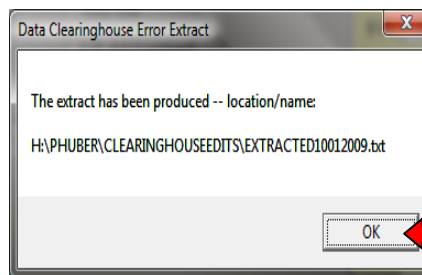 Data Clearinghouse Error Extract
X
The extract has been produced -- location/name:
H:\PHUBER\CLEARINGHOUSEEDITS\EXTRACTED10012009.txt
OK